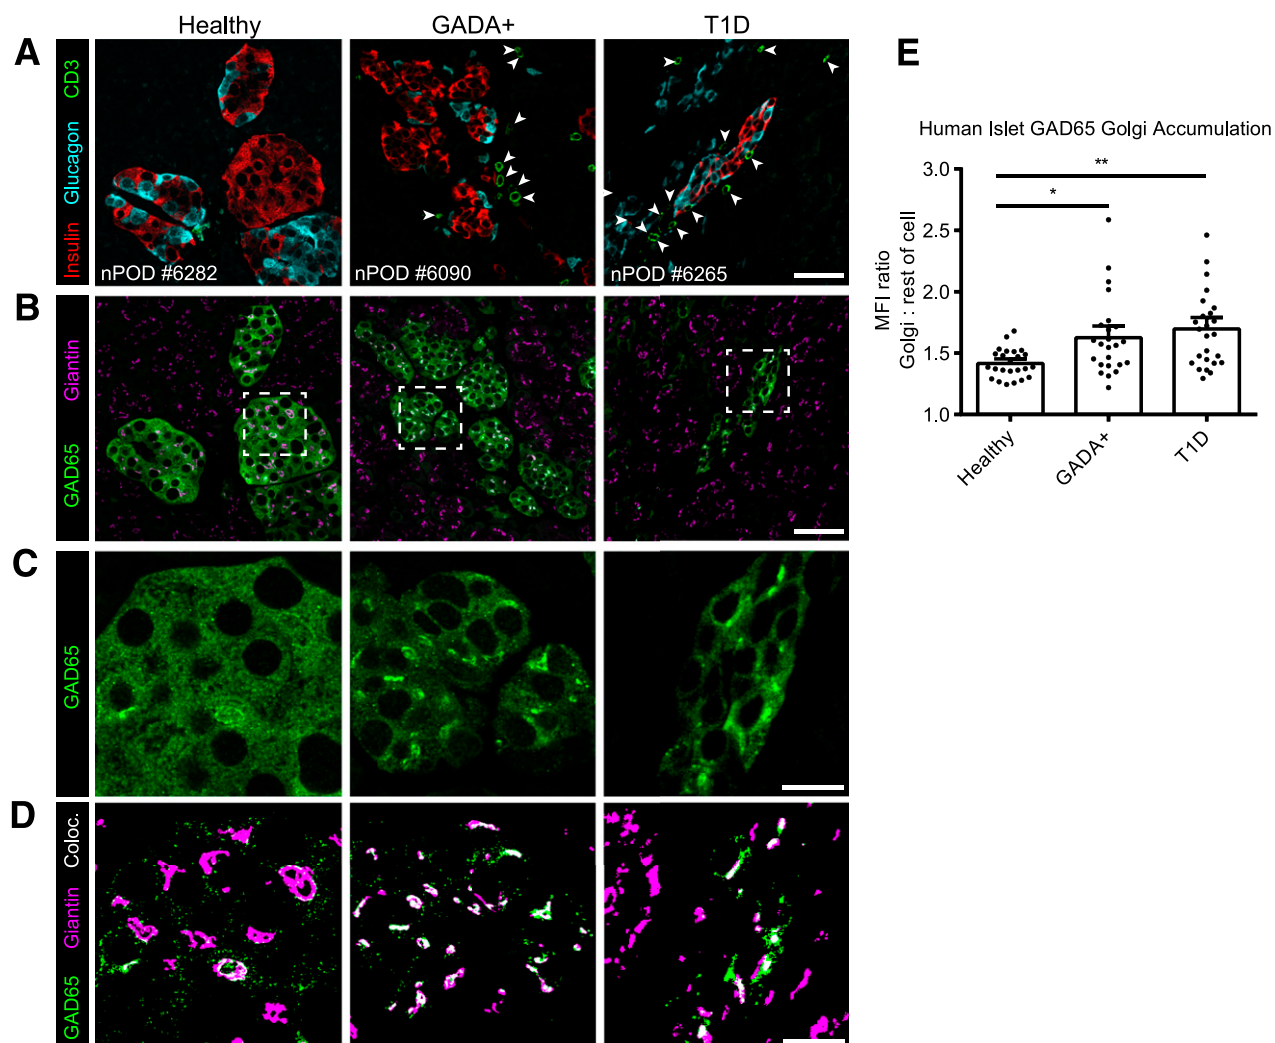 Healthy GADA+ T1D
A
Insulin Glucagon CD3
nPOD #6282
nPOD #6090
nPOD #6265
B
GAD65 Giantin
C
GAD65
D
GAD65 Giantin Coloc.
E
Human Islet GAD65 Golgi Accumulation
MFI ratio
Golgi : rest of cell
3.0
2.5
2.0
1.5
1.0
**
*
Healthy
GADA+
T1D